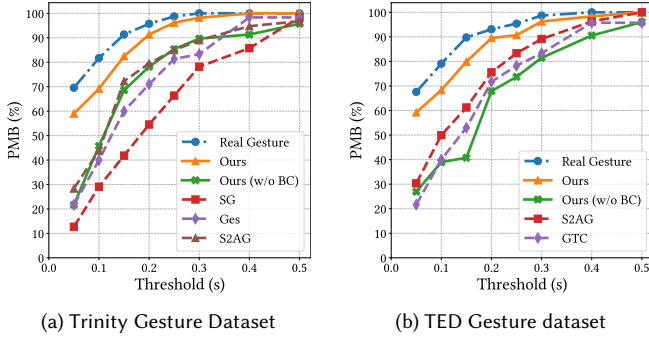 100
90
80
70
60
50
40
30
20
10
0
PMB (%)
Real Gesture
Ours
Ours (w/o BC)
SG
Ges
S2AG
0.0 0.1 0.2 0.3 0.4 0.5
Threshold (s)
(a) Trinity Gesture Dataset
100
90
80
70
60
50
40
30
20
10
0
PMB (%)
Real Gesture
Ours
Ours (w/o BC)
S2AG
GTC
0.0 0.1 0.2 0.3 0.4 0.5
Threshold (s)
(b) TED Gesture dataset